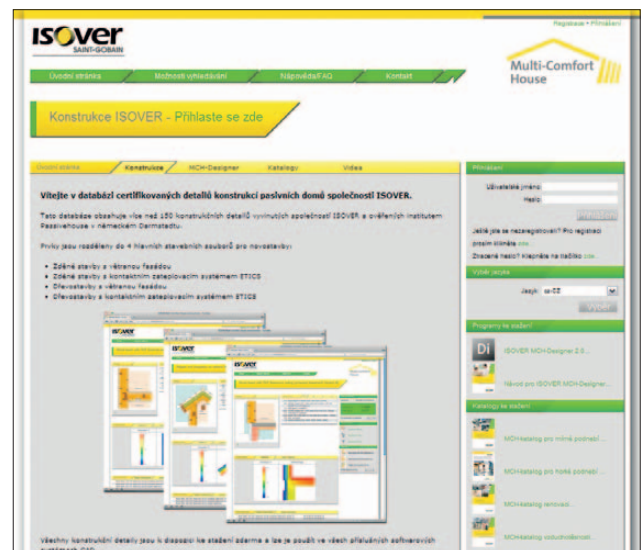 isover
SAINT-GOBAIN
Registrace • Přihlášení
Multi-Comfort
House
Úvodní stránka
Možnosti vyhledávání
Nápověda/FAQ
Kontakt
Konstrukce ISOVER - Přihlaste se zde
Úvodní stránka
Konstrukce
MCH-Designer
Katalogy
Videa
Vítejte v databázi certifikovaných detailů konstrukcí pasivních domů společnosti ISOVER.
Tato databáze obsahuje více než 150 konstrukčních detailů vyvinutých společností ISOVER a ověřených institutem
Passivehouse v německém Darmstadtu.
Prvky jsou rozděleny do 4 hlavních stavebních souborů pro novostavby:
• Zděné stavby s větranou fasádou
• Zděné stavby s kontaktním zateplovacím systémem ETICS
• Dřevostavby s větranou fasádou
• Dřevostavby s kontaktním zateplovacím systémem ETICS
Všechny konstrukční detaily jsou k dispozici ke stažení zdarma a lze je použít ve všech příslušných softwarových
systémech CAD.
Přihlášení
Uživatelské jméno
Heslo
Ještě jste se nezaregistrovali? Pro registraci
prosím klikněte zde...
Ztracené heslo? Klepněte na tlačítko zde.
Výběr jazyka
Jazyk cs-CZ
Programy ke stažení
Di
ISOVER MCH-Designer 2.0...
Návod pro ISOVER MCH-Designer...
Katalogy ke stažení
MCH-katalog pro mírné podnebí ...
MCH-katalog pro horké podnebí ...
MCH-katalog renovací...
MCH-katalog vzduchotěsnosti...